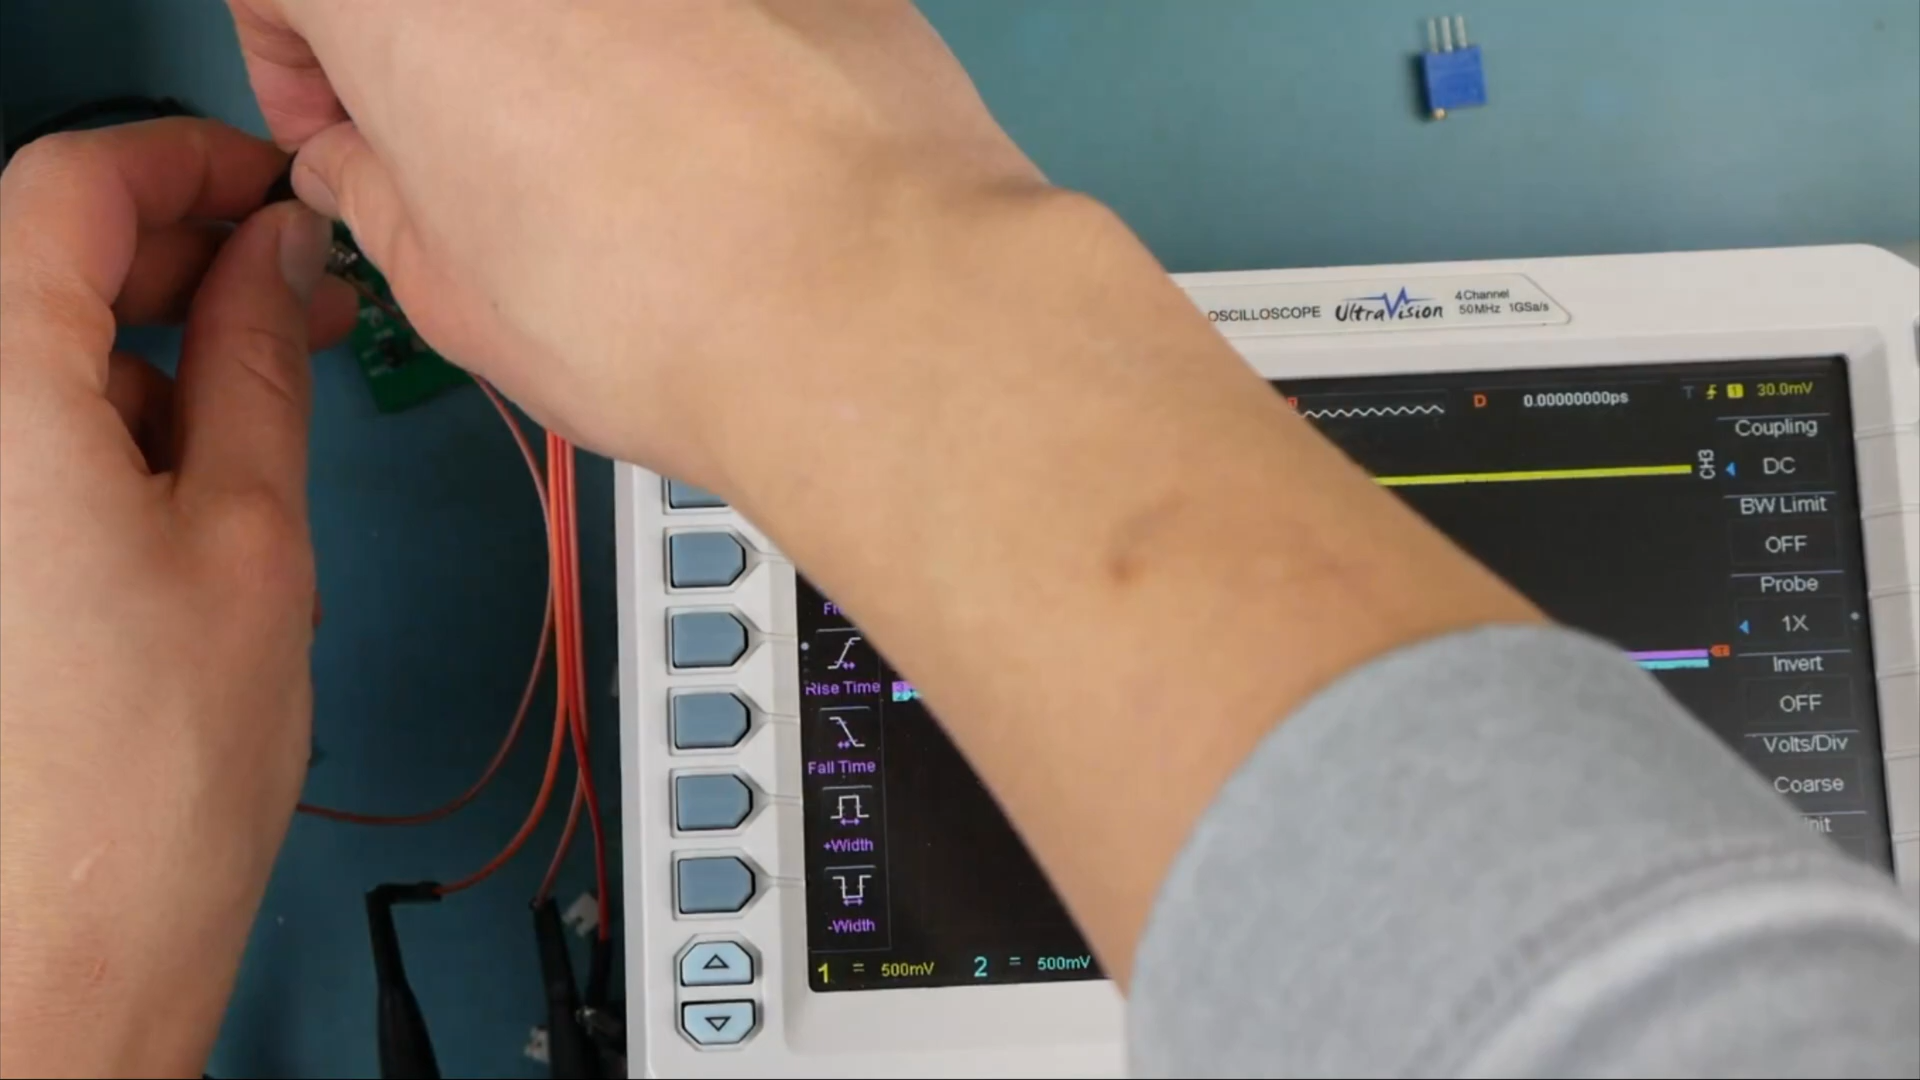 OSCILLOSCOPE UltraVision 4 Channel
50MHz 1GSa/s
D 0.00000000ps T 1 30.0mV
Coupling
CH3
DC
BW Limit
OFF
Probe
1X
Invert
OFF
Volts/Div
Coarse
Rise Time
Fall Time
+Width
-Width
1 = 500mV 2 = 500mV